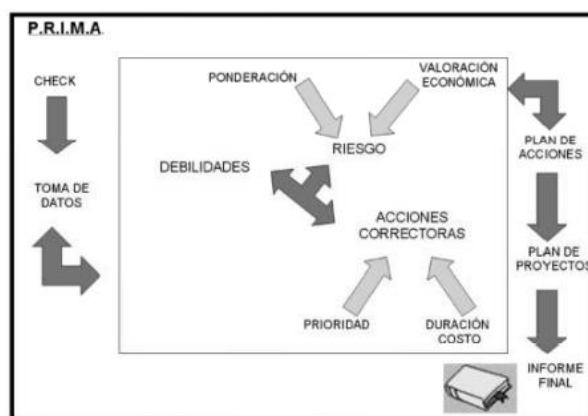 P.R.I.M.A.
CHECK
TOMA DE
DATOS
PONDERACIÓN
VALORACIÓN
ECONÓMICA
RIESGO
DEBILIDADES
ACCIONES
CORRECTORAS
PRIORIDAD
DURACIÓN
COSTO
PLAN DE
ACCIONES
PLAN DE
PROYECTOS
INFORME
FINAL